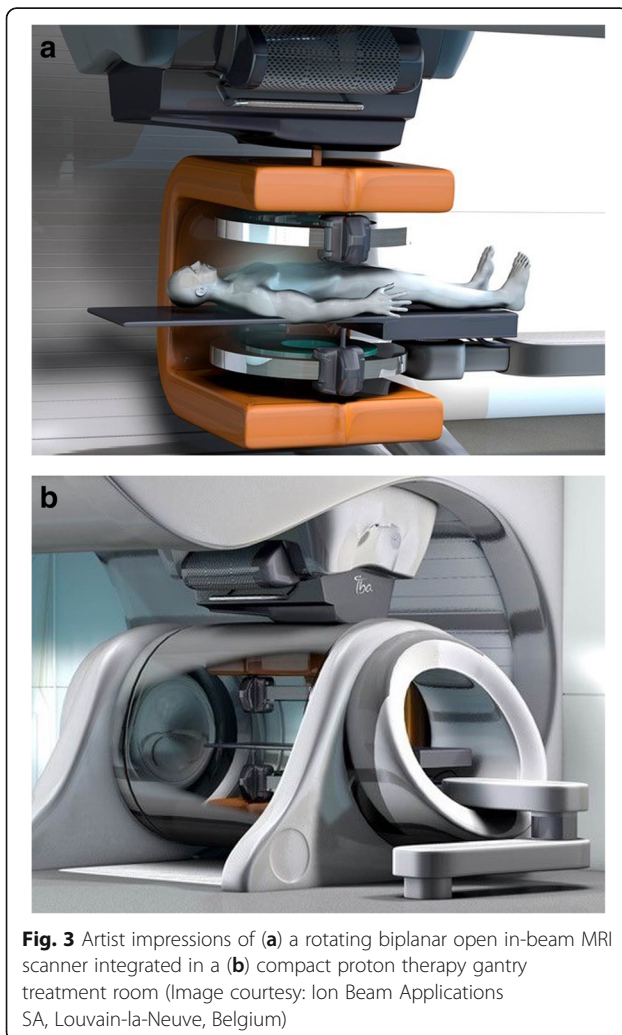 a
b
iba
Fig. 3 Artist impressions of (a) a rotating biplanar open in-beam MRI
scanner integrated in a (b) compact proton therapy gantry
treatment room (Image courtesy: Ion Beam Applications
SA, Louvain-la-Neuve, Belgium)